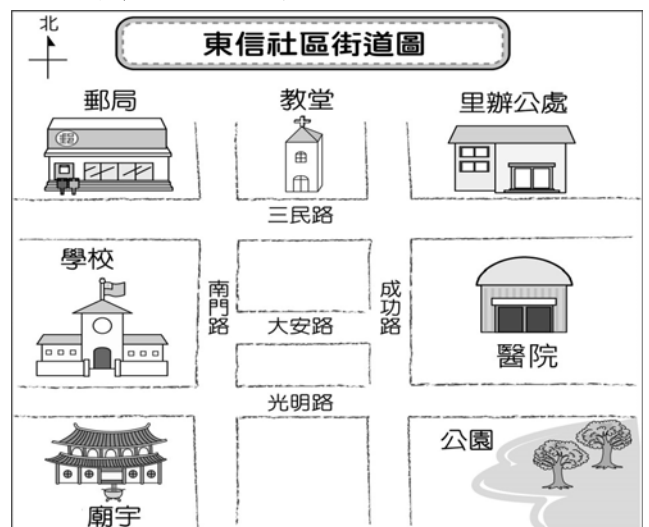 北
東信社區街道圖
郵局
教堂
里辦公處
三民路
學校
南門路
成功路
大安路
醫院
光明路
公園
廟宇